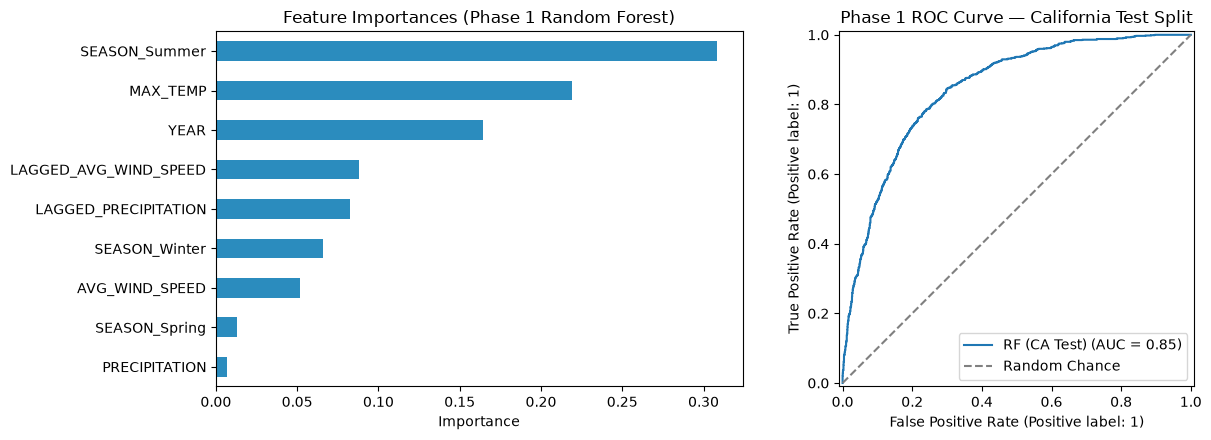 Feature Importances (Phase 1 Random Forest)
SEASON_Summer
MAX_TEMP
YEAR
LAGGED_AVG_WIND_SPEED
LAGGED_PRECIPITATION
SEASON_Winter
AVG_WIND_SPEED
SEASON_Spring
PRECIPITATION
0.00 0.05 0.10 0.15 0.20 0.25 0.30
Importance
Phase 1 ROC Curve — California Test Split
True Positive Rate (Positive label: 1)
1.0
0.8
0.6
0.4
0.2
0.0
RF (CA Test) (AUC = 0.85)
Random Chance
0.0 0.2 0.4 0.6 0.8 1.0
False Positive Rate (Positive label: 1)